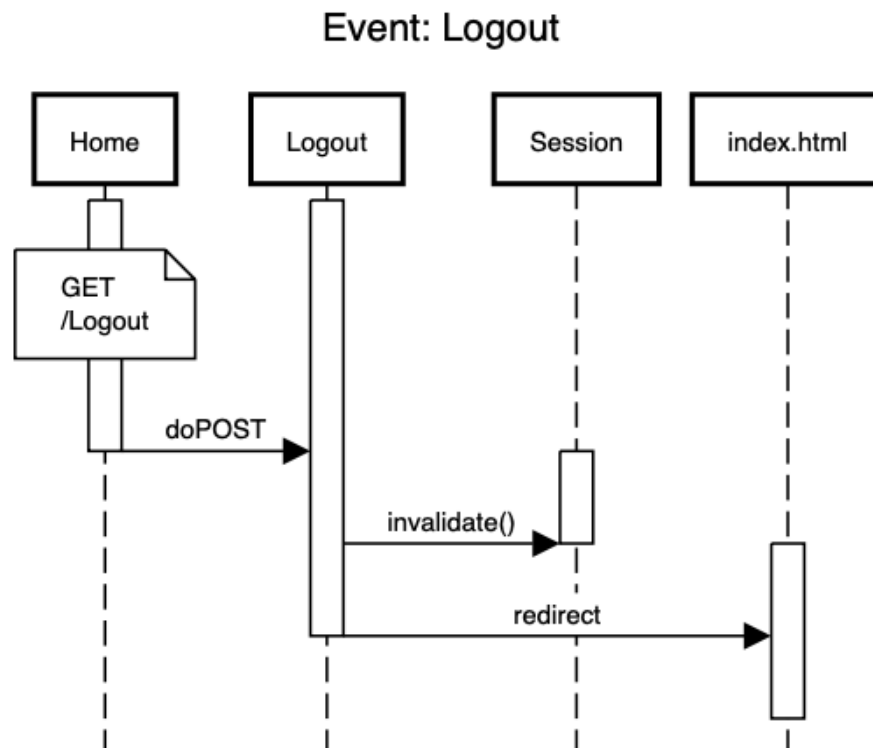 Event: Logout
Home
Logout
Session
index.html
GET
/Logout
doPOST
invalidate()
redirect